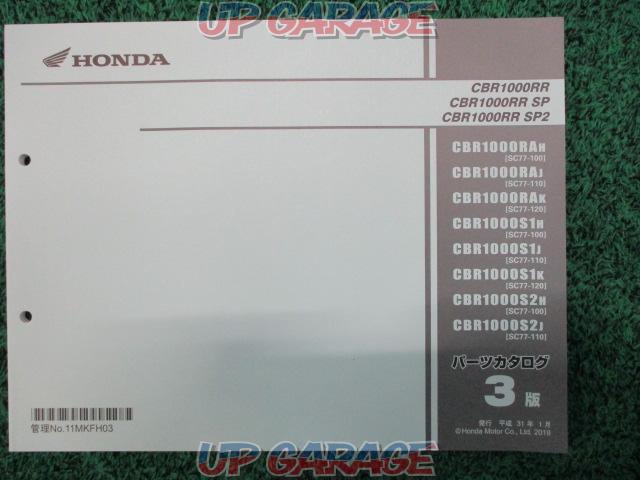 UP GARAGE
HONDA
CBR1000RR
CBR1000RR SP
CBR1000RR SP2
CBR1000RAH
[SC77-100]
CBR1000RAJ
[SC77-110]
CBR1000RAK
[SC77-120]
CBR1000S1H
[SC77-100]
CBR1000S1J
[SC77-110]
CBR1000S1K
[SC77-120]
CBR1000S2H
[SC77-100]
CBR1000S2J
[SC77-110]
パーツカタログ
3版
発行 平成 31年 1月
©Honda Motor Co., Ltd. 2019
管理No.11MKFH03
UP GARAGE